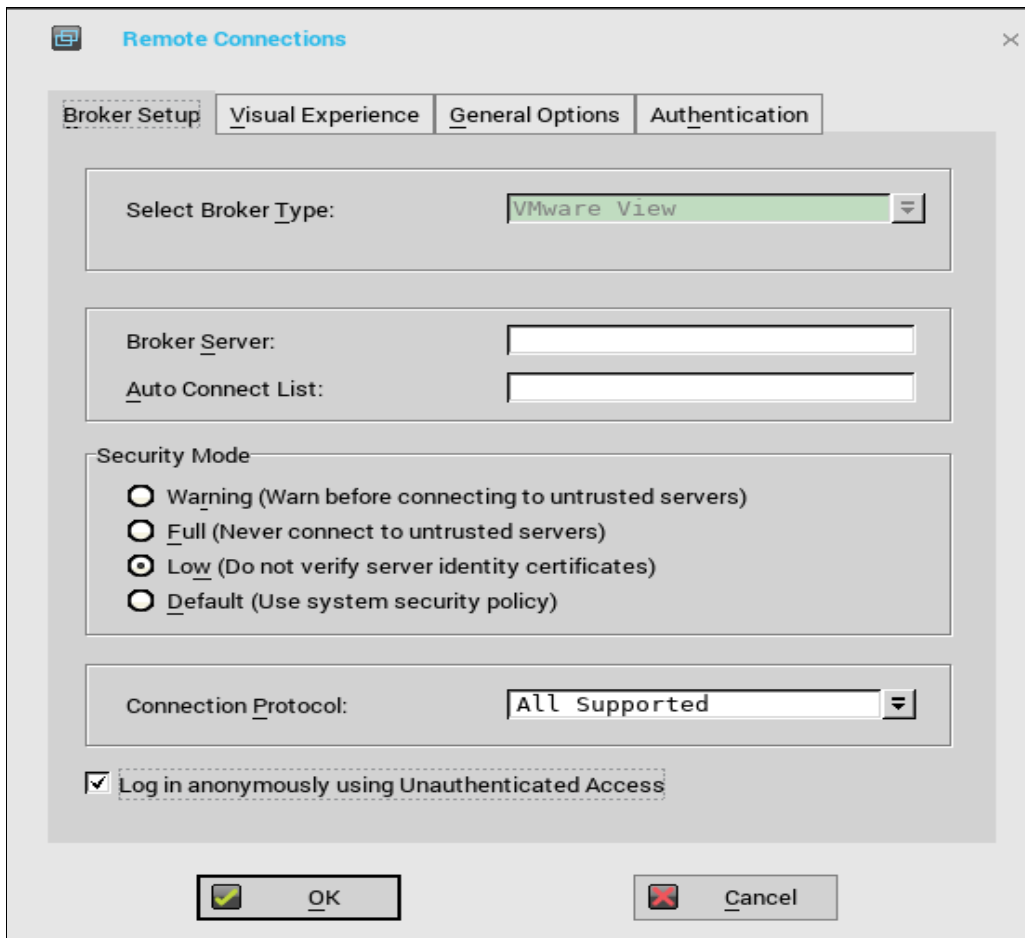 Remote Connections
Broker Setup
Visual Experience
General Options
Authentication
Select Broker Type:
VMware View
Broker Server:
Auto Connect List:
Security Mode
Warning (Warn before connecting to untrusted servers)
Full (Never connect to untrusted servers)
Low (Do not verify server identity certificates)
Default (Use system security policy)
Connection Protocol:
All Supported
Log in anonymously using Unauthenticated Access
OK
Cancel